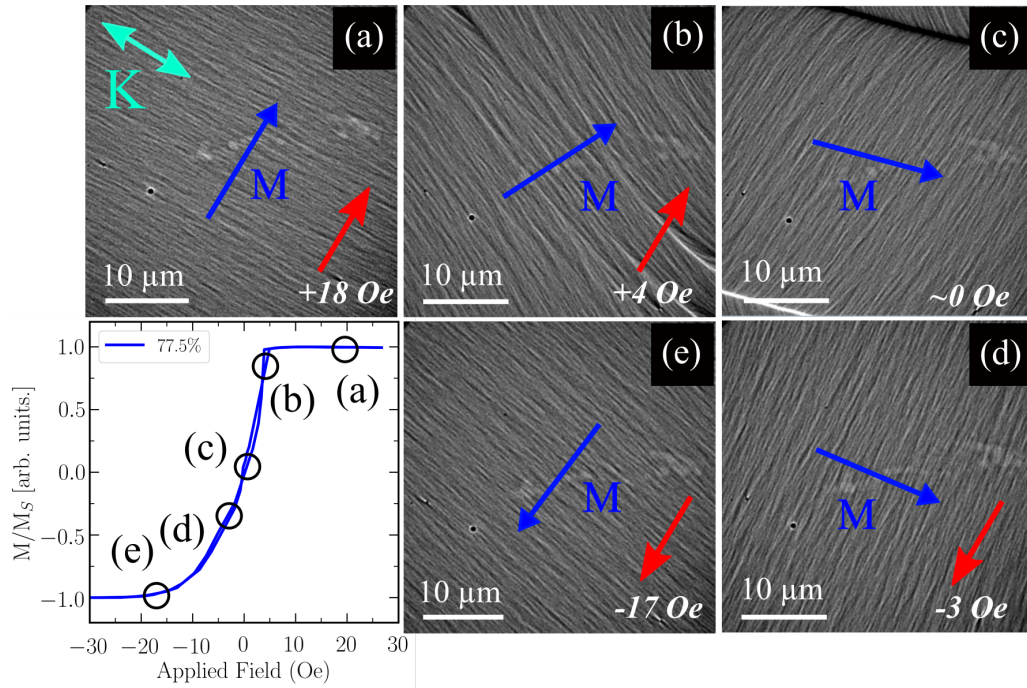 (a)
K
M
10 µm
+18 Oe
(b)
M
10 µm
+4 Oe
(c)
M
10 µm
~0 Oe
77.5%
1.0
0.5
0.0
−0.5
−1.0
M/M_S [arb. units.]
(a)
(b)
(c)
(d)
(e)
−30 −20 −10 0 10 20 30
Applied Field (Oe)
(e)
M
10 µm
-17 Oe
(d)
M
10 µm
-3 Oe